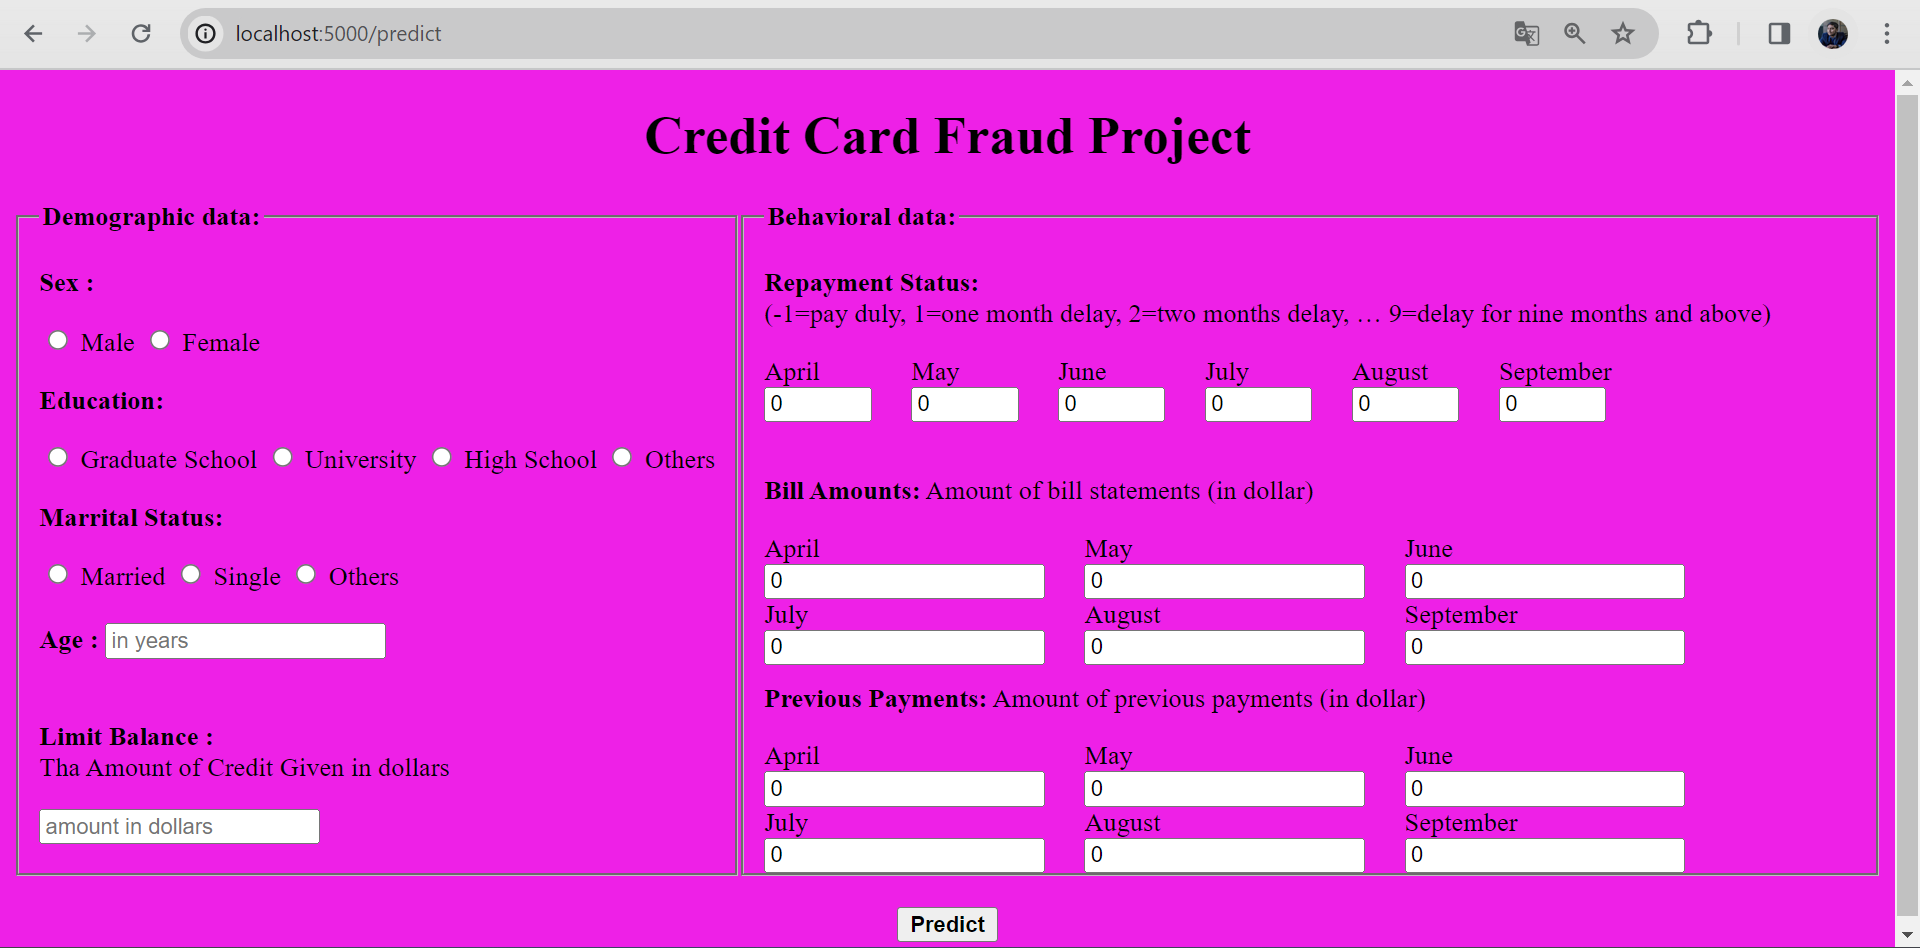 localhost:5000/predict
Credit Card Fraud Project
Demographic data:
Sex :
Male Female
Education:
Graduate School University High School Others
Marrital Status:
Married Single Others
Age : in years
Limit Balance :
Tha Amount of Credit Given in dollars
amount in dollars
Behavioral data:
Repayment Status:
(-1=pay duly, 1=one month delay, 2=two months delay, … 9=delay for nine months and above)
April May June July August September
0 0 0 0 0 0
Bill Amounts: Amount of bill statements (in dollar)
April May June
0 0 0
July August September
0 0 0
Previous Payments: Amount of previous payments (in dollar)
April May June
0 0 0
July August September
0 0 0
Predict